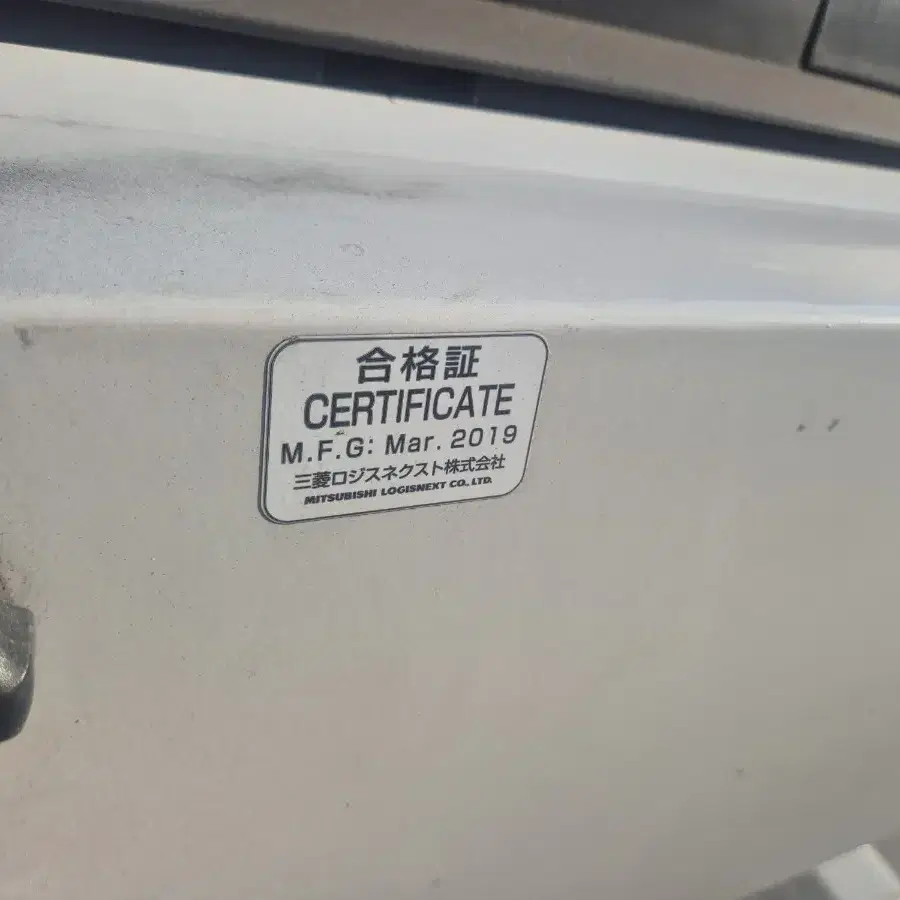 合格証
CERTIFICATE
M.F.G: Mar. 2019
三菱ロジスネクスト株式会社
MITSUBISHI LOGISNEXT CO., LTD.